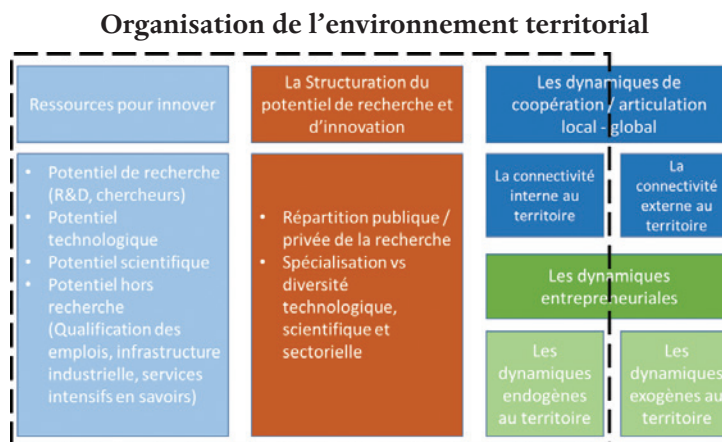 Organisation de l’environnement territorial
Ressources pour innover
• Potentiel de recherche
(R&D, chercheurs)
• Potentiel
technologique
• Potentiel scientifique
• Potentiel hors
recherche
(Qualification des
emplois, infrastructure
industrielle, services
intensifs en savoirs)
La Structuration du
potentiel de recherche et
d’innovation
• Répartition publique /
privée de la recherche
• Spécialisation vs
diversité
technologique,
scientifique et
sectorielle
Les dynamiques de
coopération / articulation
local - global
La connectivité
interne au
territoire
La
connectivité
externe au
territoire
Les dynamiques
entrepreneuriales
Les
dynamiques
endogènes
au territoire
Les
dynamiques
exogènes au
territoire